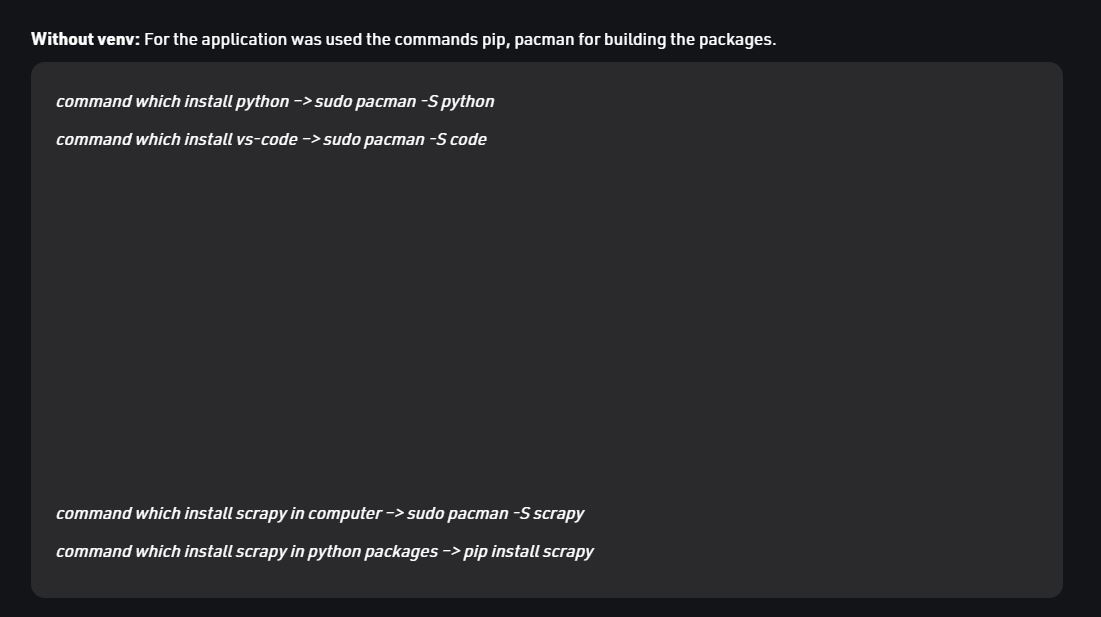 Without venv: For the application was used the commands pip, pacman for building the packages.
command which install python –> sudo pacman -S python
command which install vs-code –> sudo pacman -S code
command which install scrapy in computer –> sudo pacman -S scrapy
command which install scrapy in python packages –> pip install scrapy